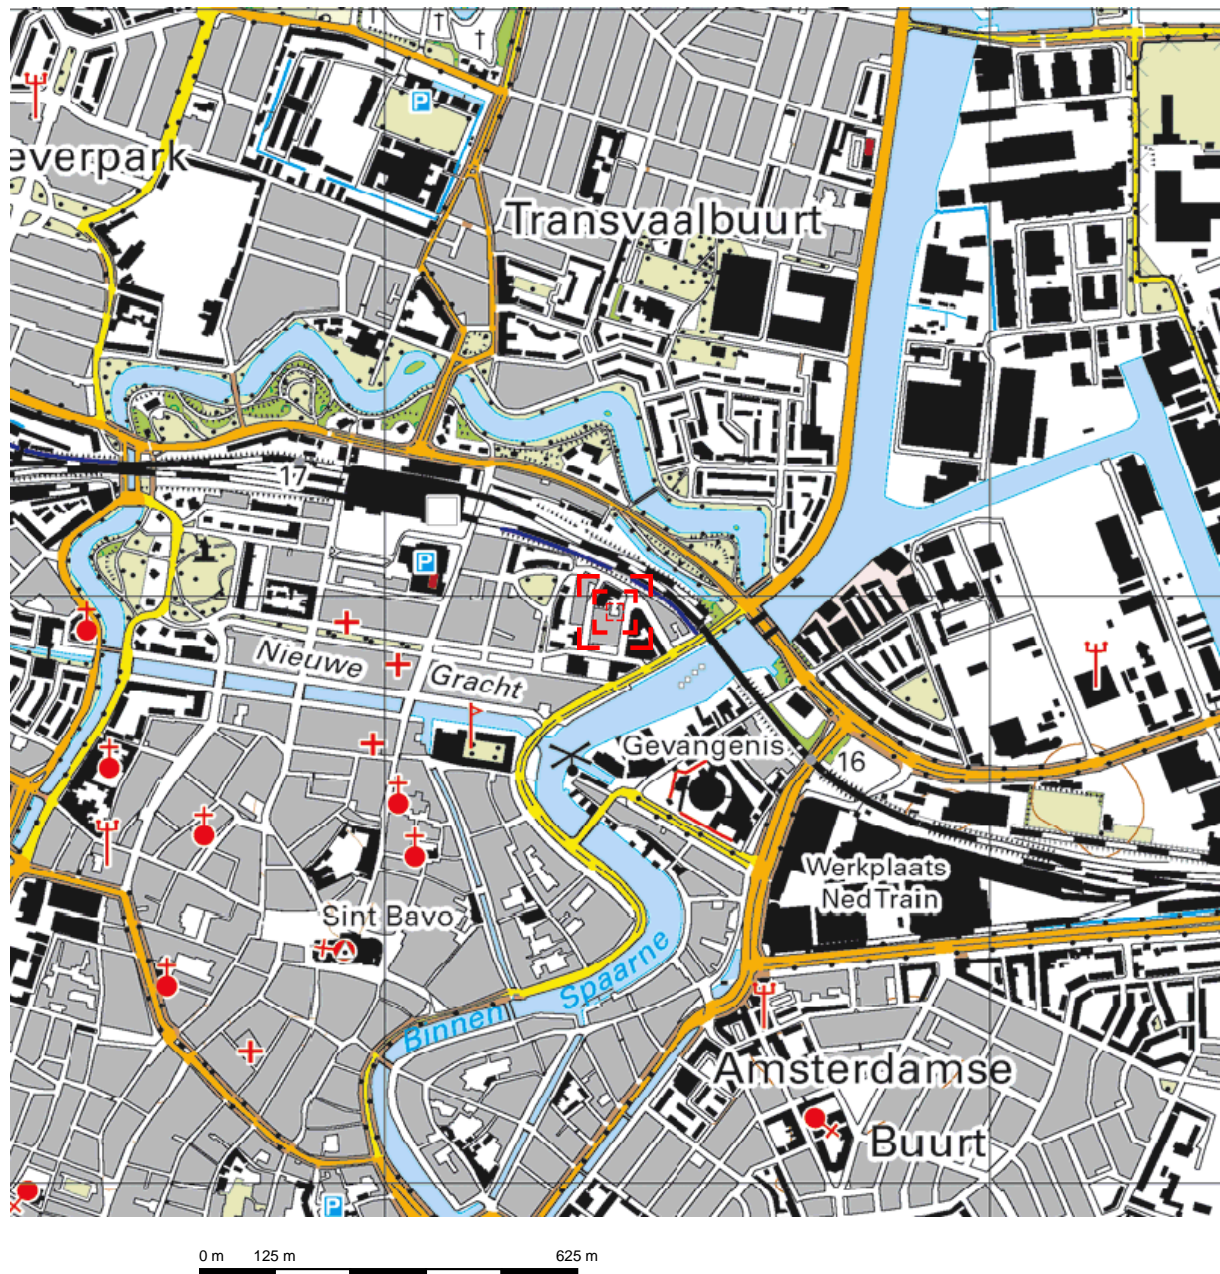 P
everpark
Transvaalbuurt
17
P
Nieuwe Gracht
Gevangenis
16
Werkplaats
NedTrain
Sint Bavo
Binnen Spaarne
Amsterdamse
Buurt
P
0 m 125 m 625 m